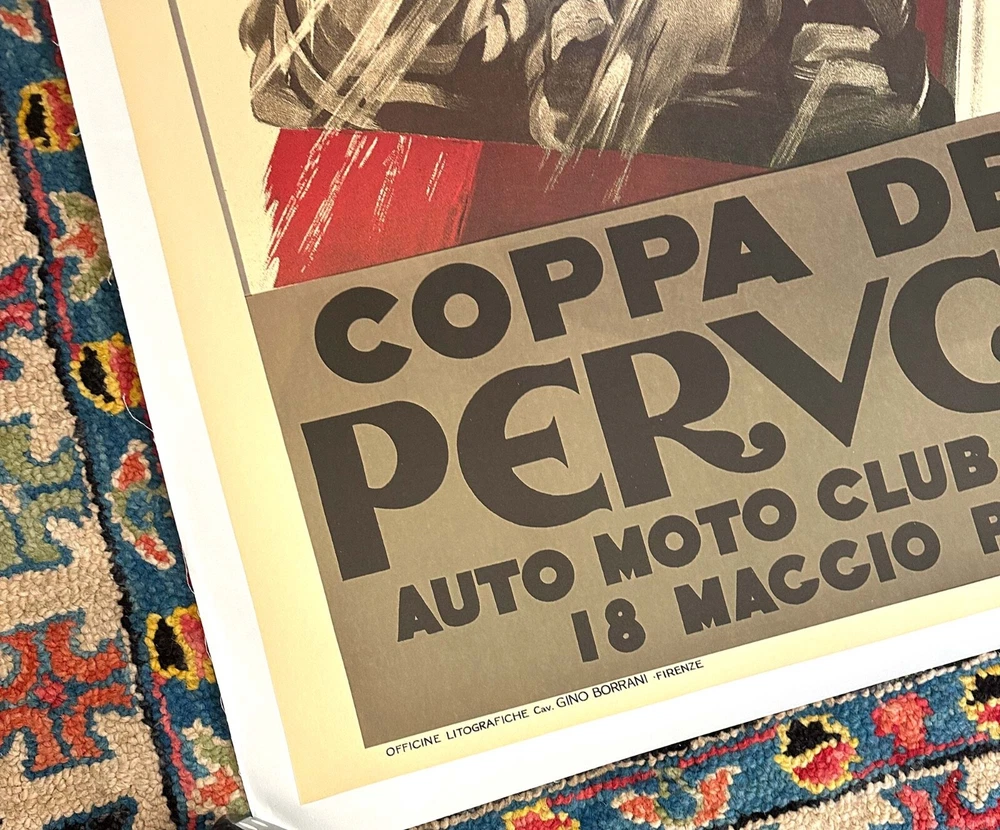 COPPA DE
PERVG
AUTO MOTO CLUB
18 MAGGIO P
OFFICINE LITOGRAFICHE Cav. GINO BORRANI · FIRENZE